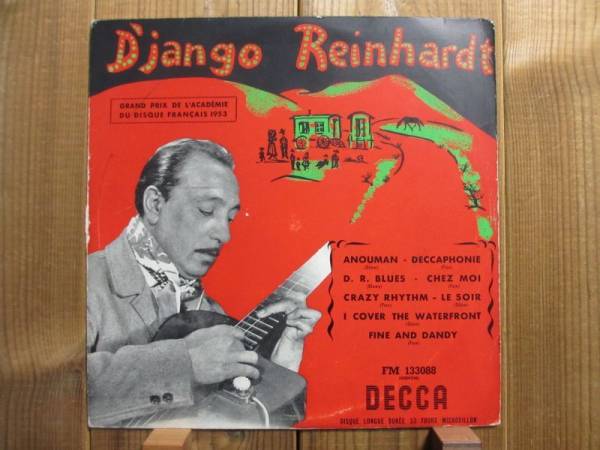 Django Reinhardt
GRAND PRIX DE L'ACADÉMIE
DU DISQUE FRANÇAIS 1953
ANOUMAN - DECCAPHONIE
D. R. BLUES - CHEZ MOI
CRAZY RHYTHM - LE SOIR
I COVER THE WATERFRONT
FINE AND DANDY
FM 133088
DECCA
DISQUE LONGUE DURÉE 33 TOURS MICROSILLON